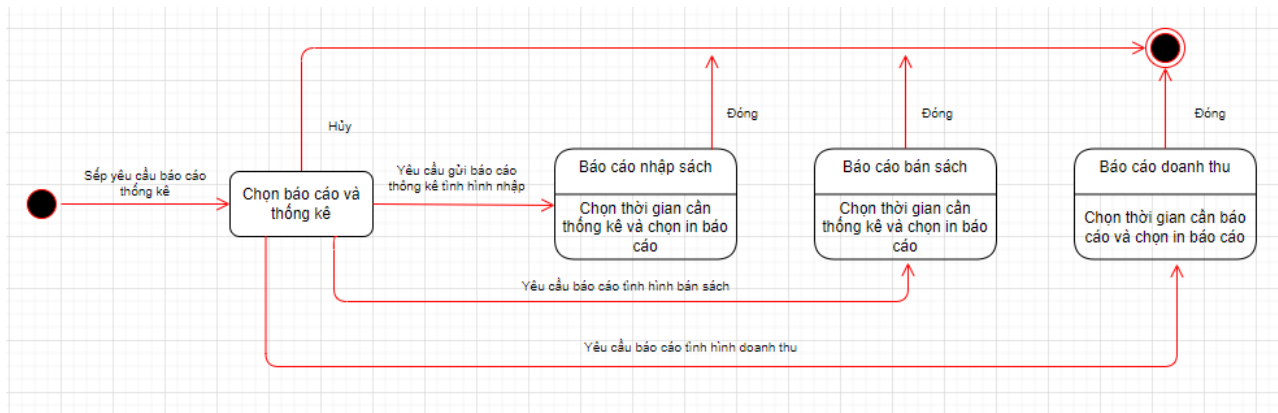 Đóng
Đóng
Đóng
Hủy
Sếp yêu cầu báo cáo
thống kê
Chọn báo cáo và
thống kê
Yêu cầu gửi báo cáo
thông kê tình hình nhập
Báo cáo nhập sách
Chọn thời gian cần
thống kê và chọn in báo
cáo
Báo cáo bán sách
Chọn thời gian cần
thống kê và chọn in báo
cáo
Báo cáo doanh thu
Chọn thời gian cần báo
cáo và chọn in báo cáo
Yêu cầu báo cáo tình hình bán sách
Yêu cầu báo cáo tình hình doanh thu